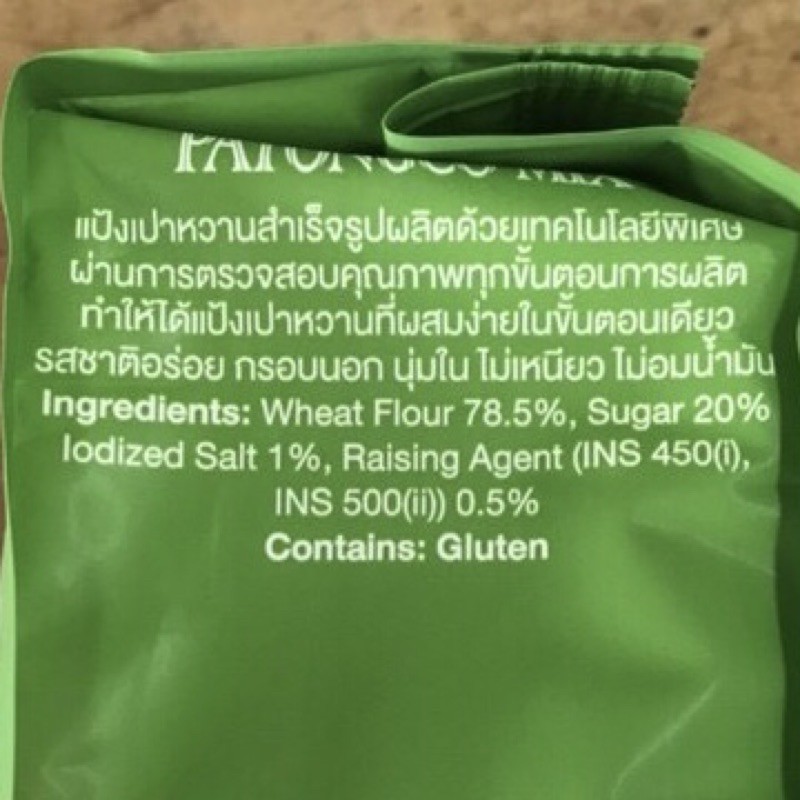 PATONGGO MIX
แป้งเปาหวานสำเร็จรูปผลิตด้วยเทคโนโลยีพิเศษ
ผ่านการตรวจสอบคุณภาพทุกขั้นตอนการผลิต
ทำให้ได้แป้งเปาหวานที่ผสมง่ายในขั้นตอนเดียว
รสชาติอร่อย กรอบนอก นุ่มใน ไม่เหนียว ไม่อมน้ำมัน
Ingredients: Wheat Flour 78.5%, Sugar 20%
Iodized Salt 1%, Raising Agent (INS 450(i),
INS 500(ii)) 0.5%
Contains: Gluten